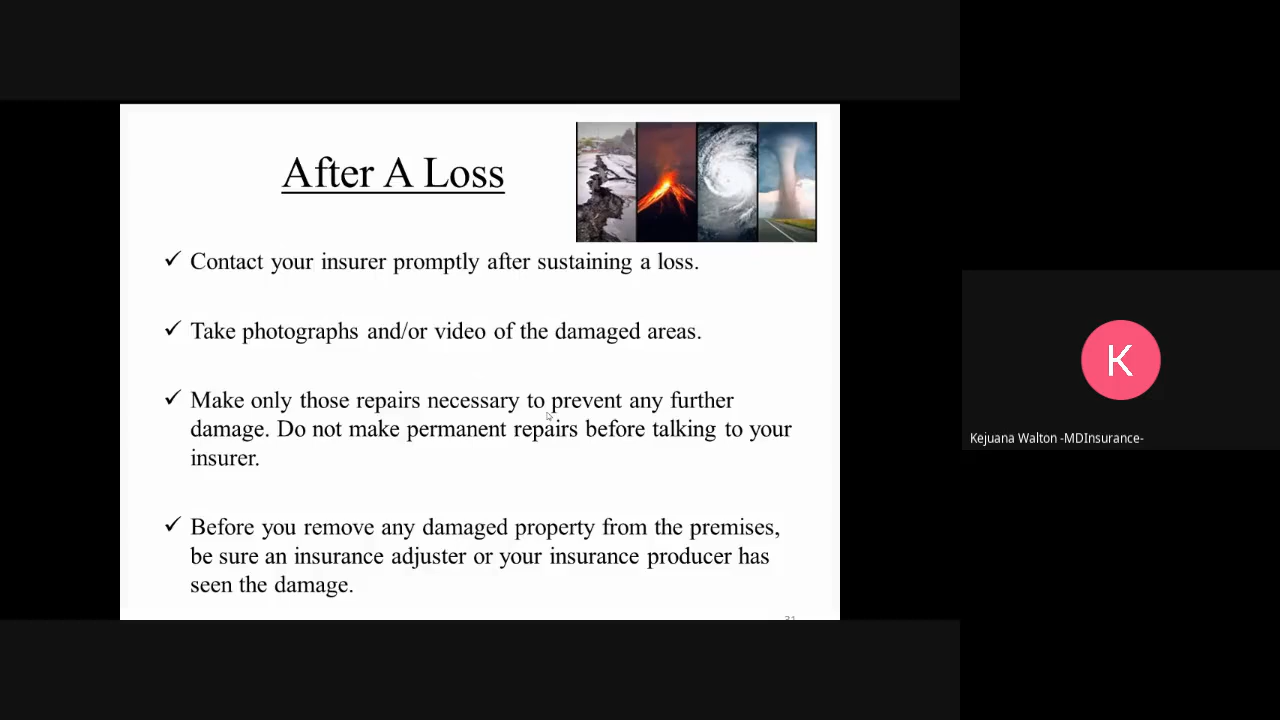 After A Loss
✓ Contact your insurer promptly after sustaining a loss.
✓ Take photographs and/or video of the damaged areas.
✓ Make only those repairs necessary to prevent any further
damage. Do not make permanent repairs before talking to your
insurer.
✓ Before you remove any damaged property from the premises,
be sure an insurance adjuster or your insurance producer has
seen the damage.
31
K
Kejuana Walton -MDInsurance-